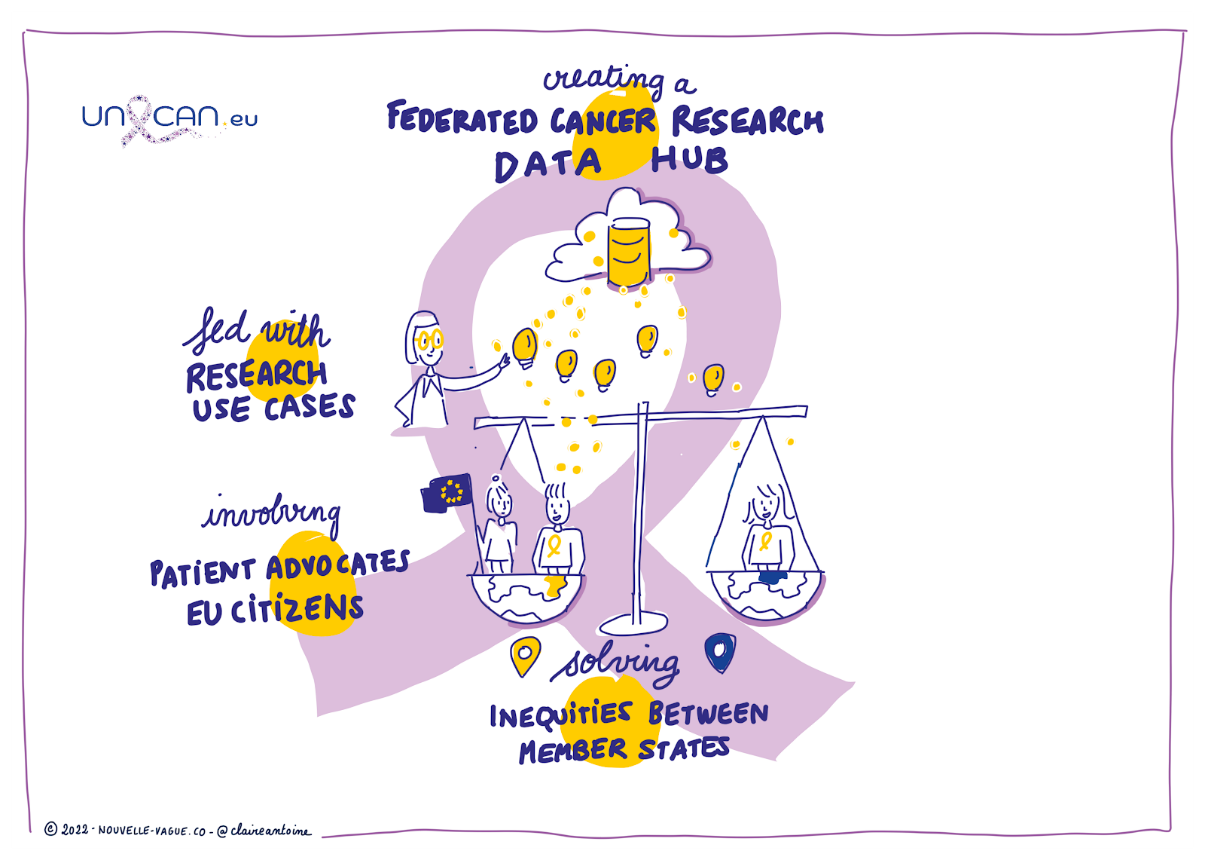 UNCAN.eu
creating a
FEDERATED CANCER RESEARCH
DATA HUB
fed with
RESEARCH
USE CASES
involving
PATIENT ADVOCATES
EU CITIZENS
solving
INEQUITIES BETWEEN
MEMBER STATES
© 2022 - NOUVELLE-VAGUE.CO - @claireantoine